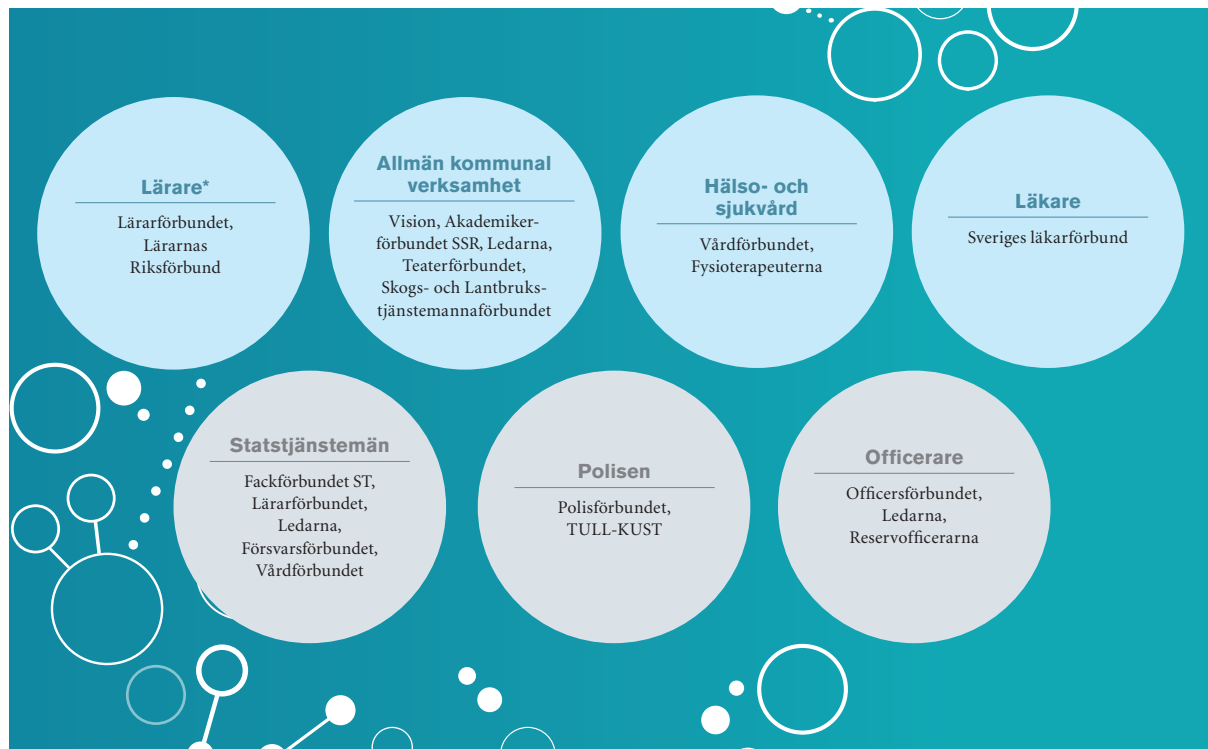 Lärare*
Lärarförbundet,
Lärarnas
Riksförbund
Allmän kommunal
verksamhet
Vision, Akademiker-
förbundet SSR, Ledarna,
Teaterförbundet,
Skogs- och Lantbruks-
tjänstemannaförbundet
Hälso- och
sjukvård
Vårdförbundet,
Fysioterapeuterna
Läkare
Sveriges läkarförbund
Statstjänstemän
Fackförbundet ST,
Lärarförbundet,
Ledarna,
Försvarsförbundet,
Vårdförbundet
Polisen
Polisförbundet,
TULL-KUST
Officerare
Officersförbundet,
Ledarna,
Reservofficerarna